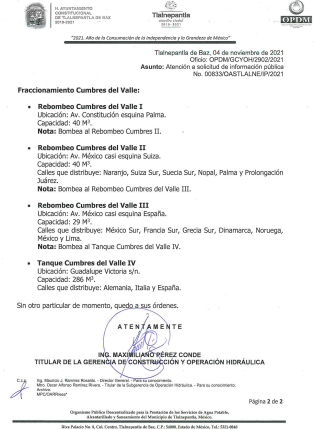 H. AYUNTAMIENTO
CONSTITUCIONAL
DE TLALNEPANTLA DE BAZ
2019-2021
Tlalnepantla
2019-2021
OPDM
"2021. Año de la Consumación de la Independencia y la Grandeza de México"
Tlalnepantla de Baz, 04 de noviembre de 2021
Oficio: OPDM/GCYOH/2902/2021
Asunto: Atención a solicitud de información pública
No. 00833/OASTLALNE/IP/2021
Fraccionamiento Cumbres del Valle:
• Rebombeo Cumbres del Valle I
Ubicación: Av. Constitución esquina Palma.
Capacidad: 40 M³.
Nota: Bombea al Rebombeo Cumbres II.
• Rebombeo Cumbres del Valle II
Ubicación: Av. México casi esquina Suiza.
Capacidad: 40 M³.
Calles que distribuye: Naranjo, Suiza Sur, Suecia Sur, Nopal, Palma y Prolongación
Juárez.
Nota: Bombea al Rebombeo Cumbres del Valle III.
• Rebombeo Cumbres del Valle III
Ubicación: Av. México casi esquina España.
Capacidad: 29 M³.
Calles que distribuye: México Sur, Francia Sur, Grecia Sur, Dinamarca, Noruega,
México y Lima.
Nota: Bombea al Tanque Cumbres del Valle IV.
• Tanque Cumbres del Valle IV
Ubicación: Guadalupe Victoria s/n.
Capacidad: 286 M³.
Calles que distribuye: Alemania, Italia y España.
Sin otro particular de momento, quedo a sus órdenes.
A T E N T A M E N T E
ING. MAXIMILIANO PÉREZ CONDE
TITULAR DE LA GERENCIA DE CONSTRUCCIÓN Y OPERACIÓN HIDRÁULICA
C.c.p. Ing. Mauricio J. Ramírez Rosaldo. - Director General. - Para su conocimiento.
Mtro. Oscar Alfonso Ramírez Rivera. - Titular de la Subgerencia de Operación Hidráulica. - Para su conocimiento.
Archivo.
Página 2 de 2
Organismo Público Descentralizado para la Prestación de los Servicios de Agua Potable,
Alcantarillado y Saneamiento del Municipio de Tlalnepantla, México.
Riva Palacio No. 8, Col. Centro, Tlalnepantla de Baz, C.P.: 54000, Estado de México. Tels.: 5321-0840